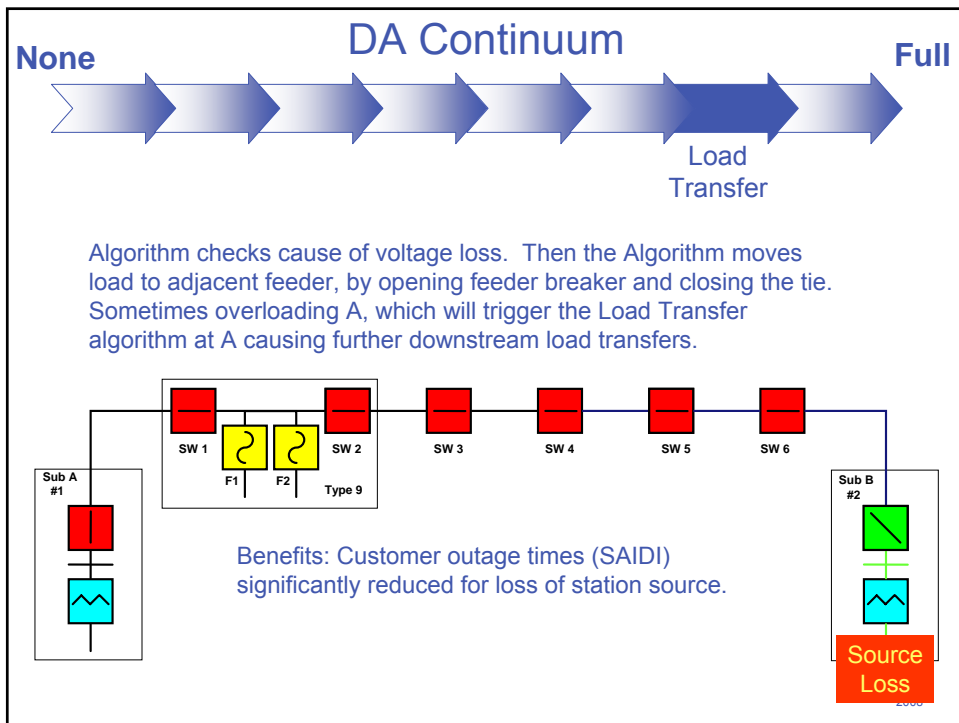 DA Continuum
None
Full
Load
Transfer
Algorithm checks cause of voltage loss.  Then the Algorithm moves
load to adjacent feeder, by opening feeder breaker and closing the tie.
Sometimes overloading A, which will trigger the Load Transfer
algorithm at A causing further downstream load transfers.
SW 1
SW 2
SW 3
SW 4
SW 5
SW 6
F1
F2
Type 9
Sub A
#1
Sub B
#2
Benefits: Customer outage times (SAIDI)
significantly reduced for loss of station source.
Source
Loss